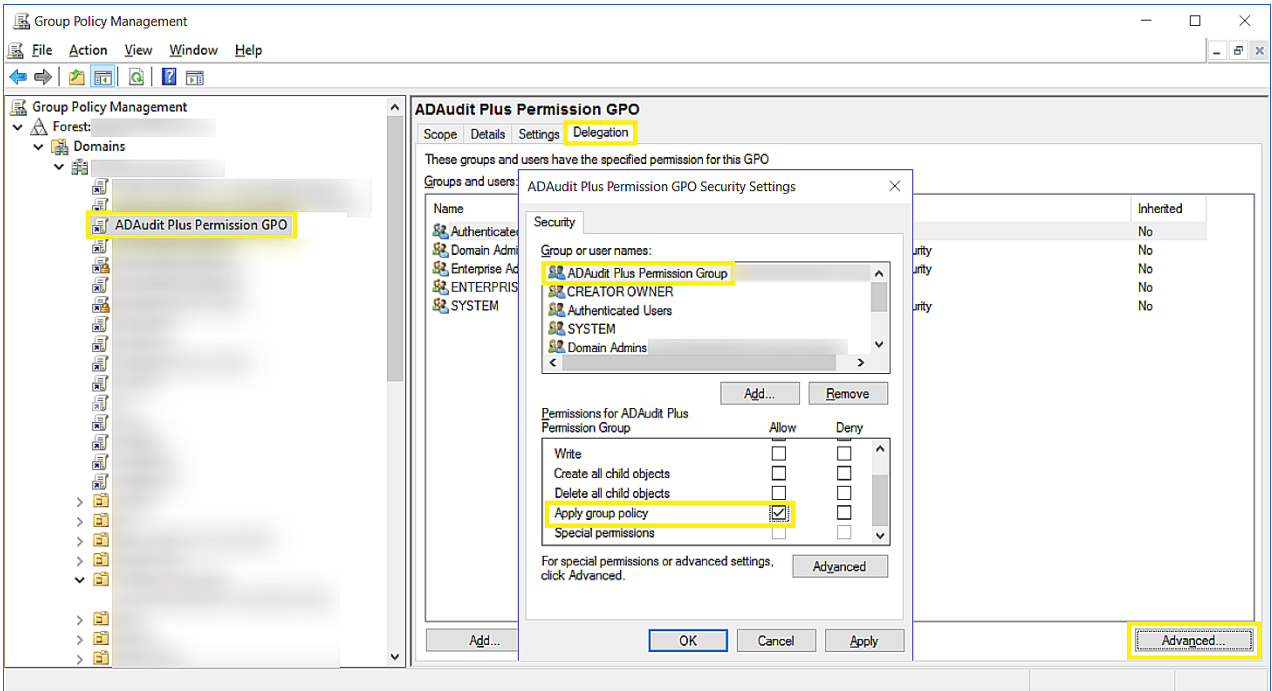 Group Policy Management
File Action View Window Help
Group Policy Management
Forest:
Domains
ADAudit Plus Permission GPO
ADAudit Plus Permission GPO
Scope Details Settings Delegation
These groups and users have the specified permission for this GPO
Groups and users:
Name Inherited
Authenticated No
Domain Admi urity No
Enterprise Ad urity No
ENTERPRIS No
SYSTEM urity No
Add... Advanced...
ADAudit Plus Permission GPO Security Settings
Security
Group or user names:
ADAudit Plus Permission Group
CREATOR OWNER
Authenticated Users
SYSTEM
Domain Admins
Add... Remove
Permissions for ADAudit Plus
Permission Group Allow Deny
Write
Create all child objects
Delete all child objects
Apply group policy
Special permissions
For special permissions or advanced settings,
click Advanced.
Advanced
OK Cancel Apply